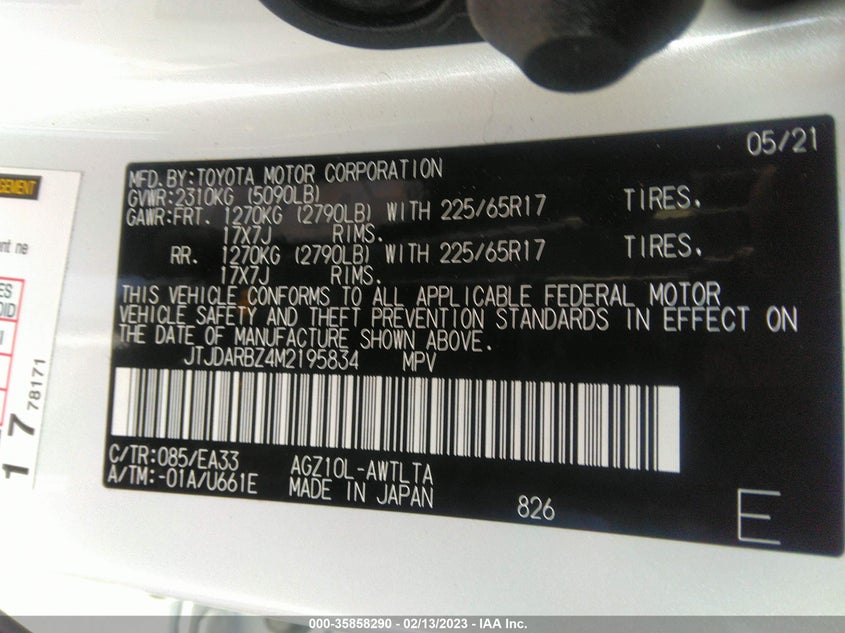 05/21
MFD.BY:TOYOTA MOTOR CORPORATION
GVWR:2310KG (5090LB)
GAWR:FRT. 1270KG (2790LB) WITH 225/65R17 TIRES.
17X7J RIMS.
RR. 1270KG (2790LB) WITH 225/65R17 TIRES.
17X7J RIMS.
THIS VEHICLE CONFORMS TO ALL APPLICABLE FEDERAL MOTOR
VEHICLE SAFETY AND THEFT PREVENTION STANDARDS IN EFFECT ON
THE DATE OF MANUFACTURE SHOWN ABOVE.
JTJDARBZ4M2195834 MPV
C/TR:085/EA33 AGZ10L-AWTLTA
A/TM:-01A/U661E MADE IN JAPAN
826
E
ne
17
78171
000-35858290 - 02/13/2023 - IAA Inc.